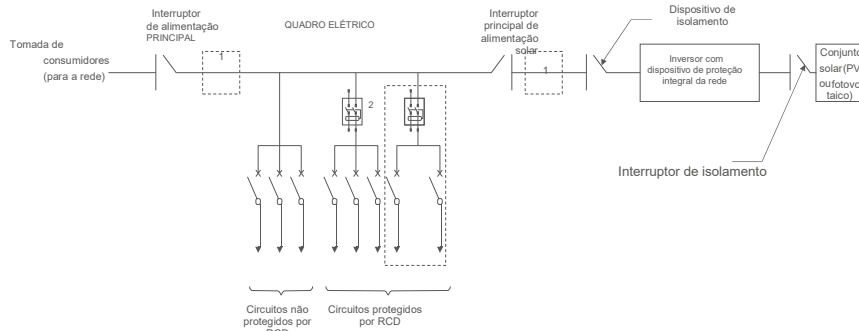 Tomada de
consumidores
(para a rede)
Interruptor
de alimentação
PRINCIPAL
1
QUADRO ELÉTRICO
2
Interruptor
principal de
alimentação
solar
1
Dispositivo de
isolamento
Inversor com
dispositivo de proteção
integral da rede
Conjunto
solar(PV
oufotovo
taico)
Interruptor de isolamento
Circuitos não
protegidos por
RCD
Circuitos protegidos
por RCD